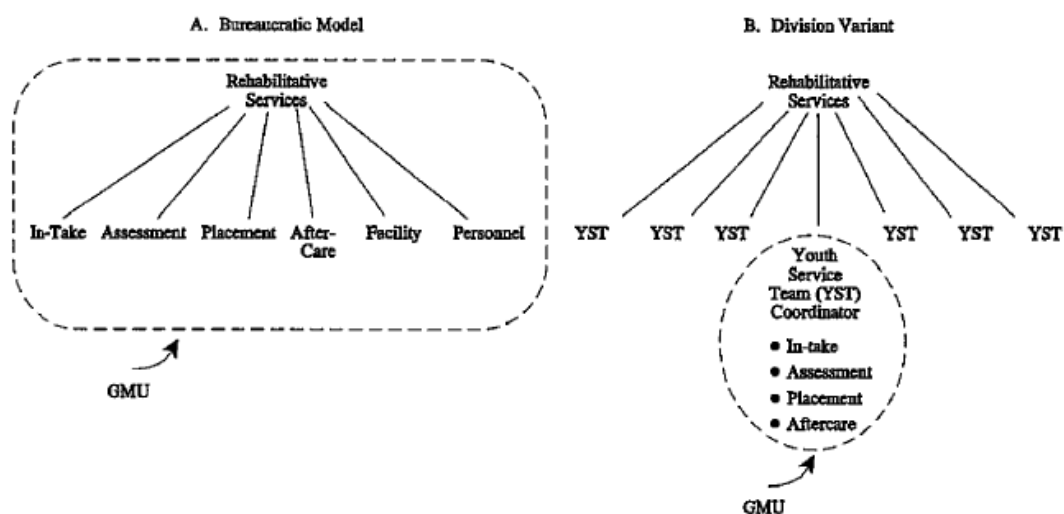 A. Bureaucratic Model
Rehabilitative
Services
In-Take Assessment Placement After-
Care Facility Personnel
GMU
B. Division Variant
Rehabilitative
Services
YST YST YST YST YST YST
Youth
Service
Team (YST)
Coordinator
● In-take
● Assessment
● Placement
● Aftercare
GMU